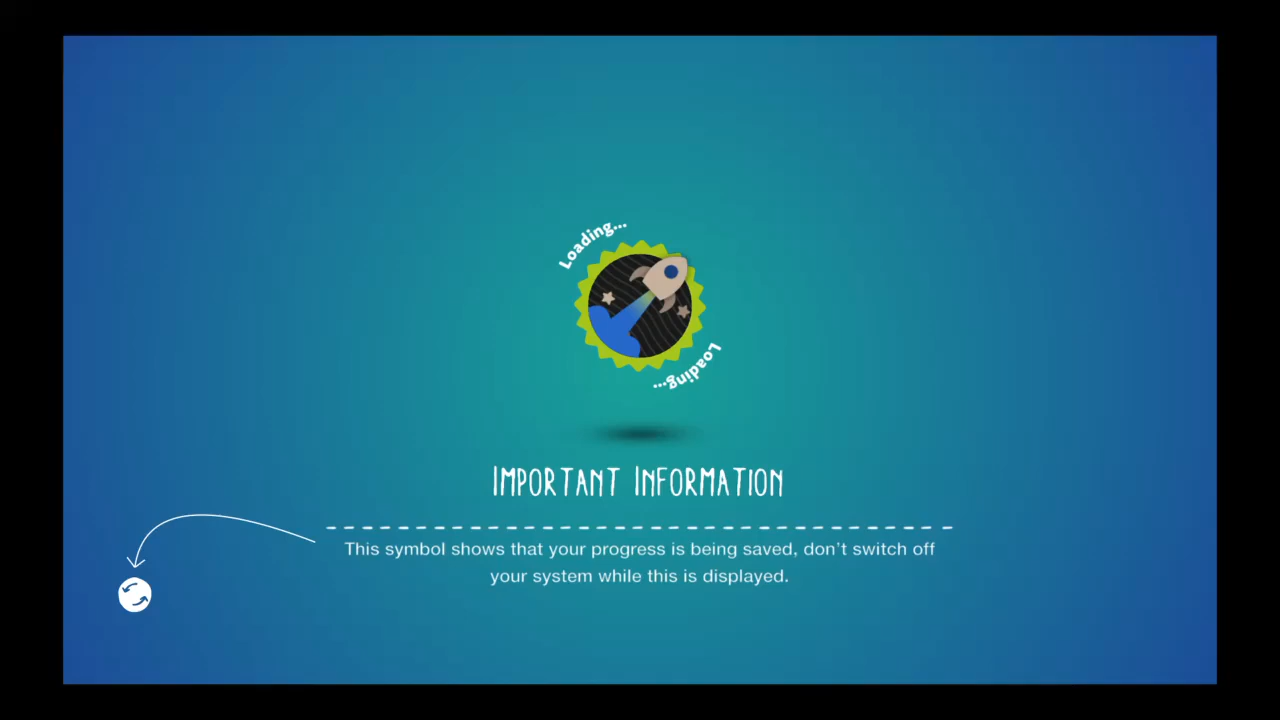 Loading...
Loading...
Important Information
This symbol shows that your progress is being saved, don't switch off
your system while this is displayed.